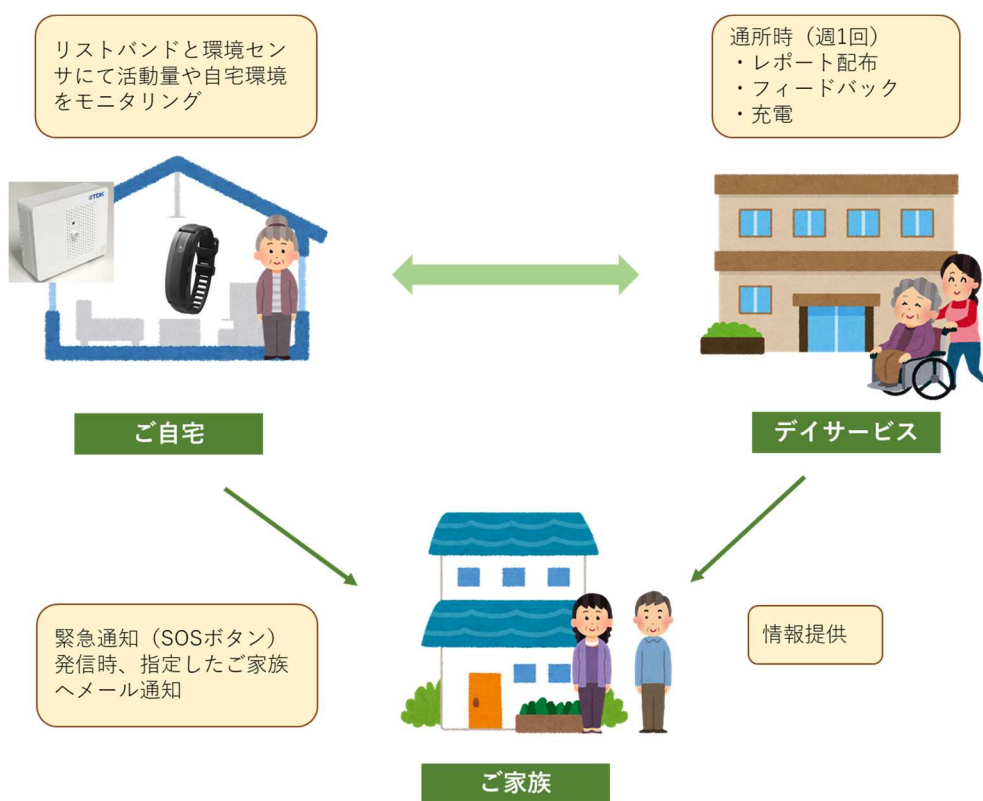 リストバンドと環境セン
サにて活動量や自宅環境
をモニタリング
通所時（週1回）
・レポート配布
・フィードバック
・充電
TDK
ご自宅
デイサービス
緊急通知（SOSボタン）
発信時、指定したご家族
へメール通知
情報提供
ご家族